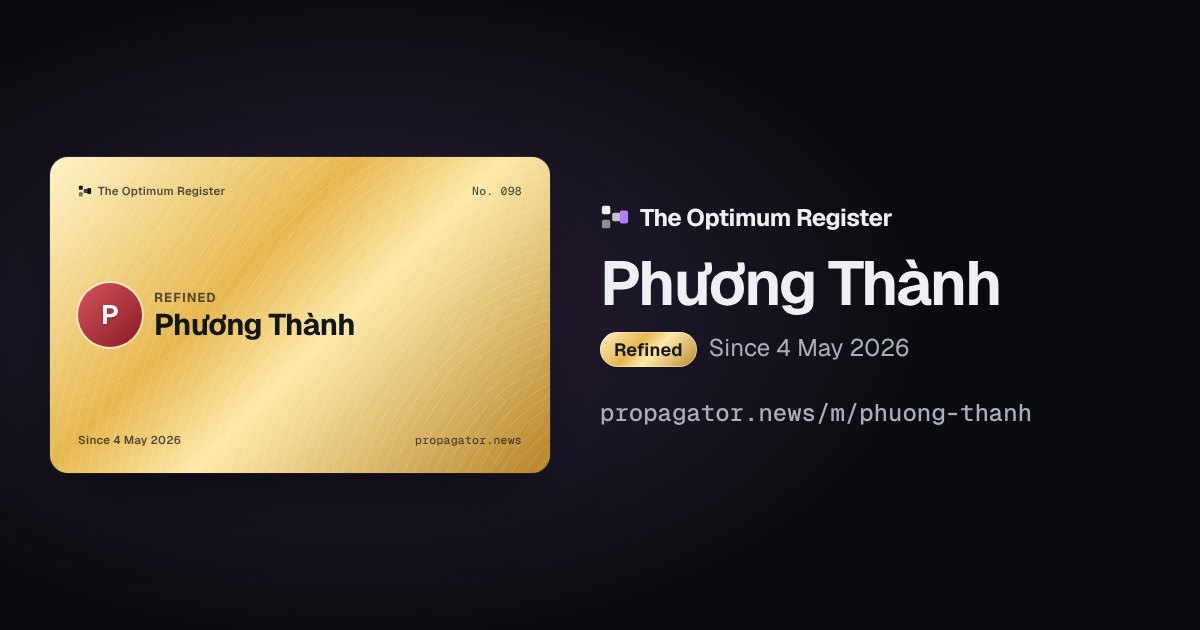 The Optimum Register
No. 098
P
REFINED
Phương Thành
Since 4 May 2026
propagator.news
The Optimum Register
Phương Thành
Refined
Since 4 May 2026
propagator.news/m/phuong-thanh